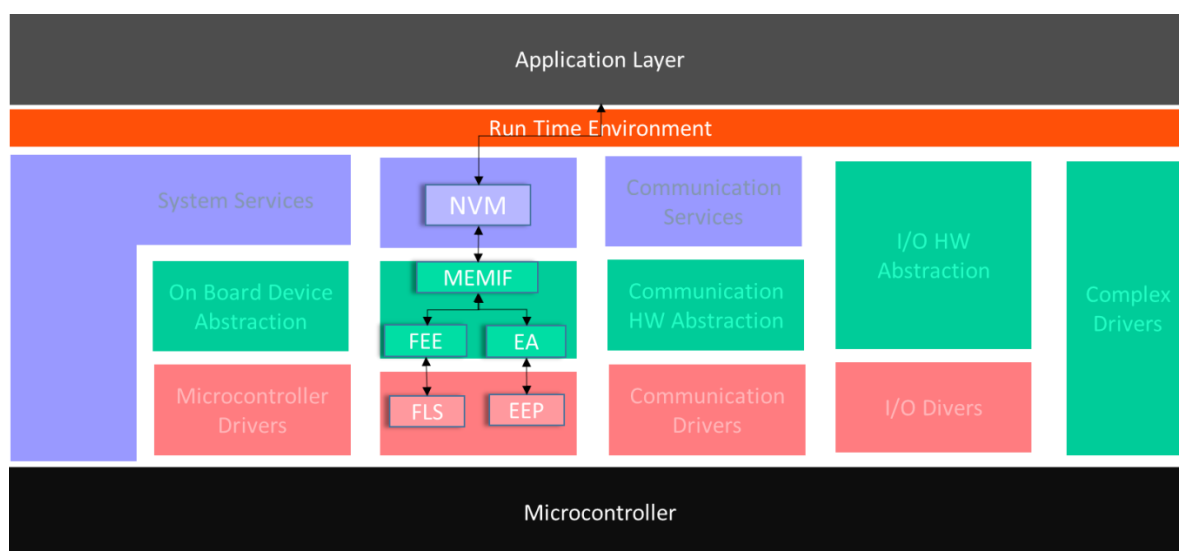 Application Layer
Run Time Environment
System Services
NVM
Communication
Services
I/O HW
Abstraction
Complex
Drivers
On Board Device
Abstraction
MEMIF
FEE
EA
Communication
HW Abstraction
Microcontroller
Drivers
FLS
EEP
Communication
Drivers
I/O Divers
Microcontroller